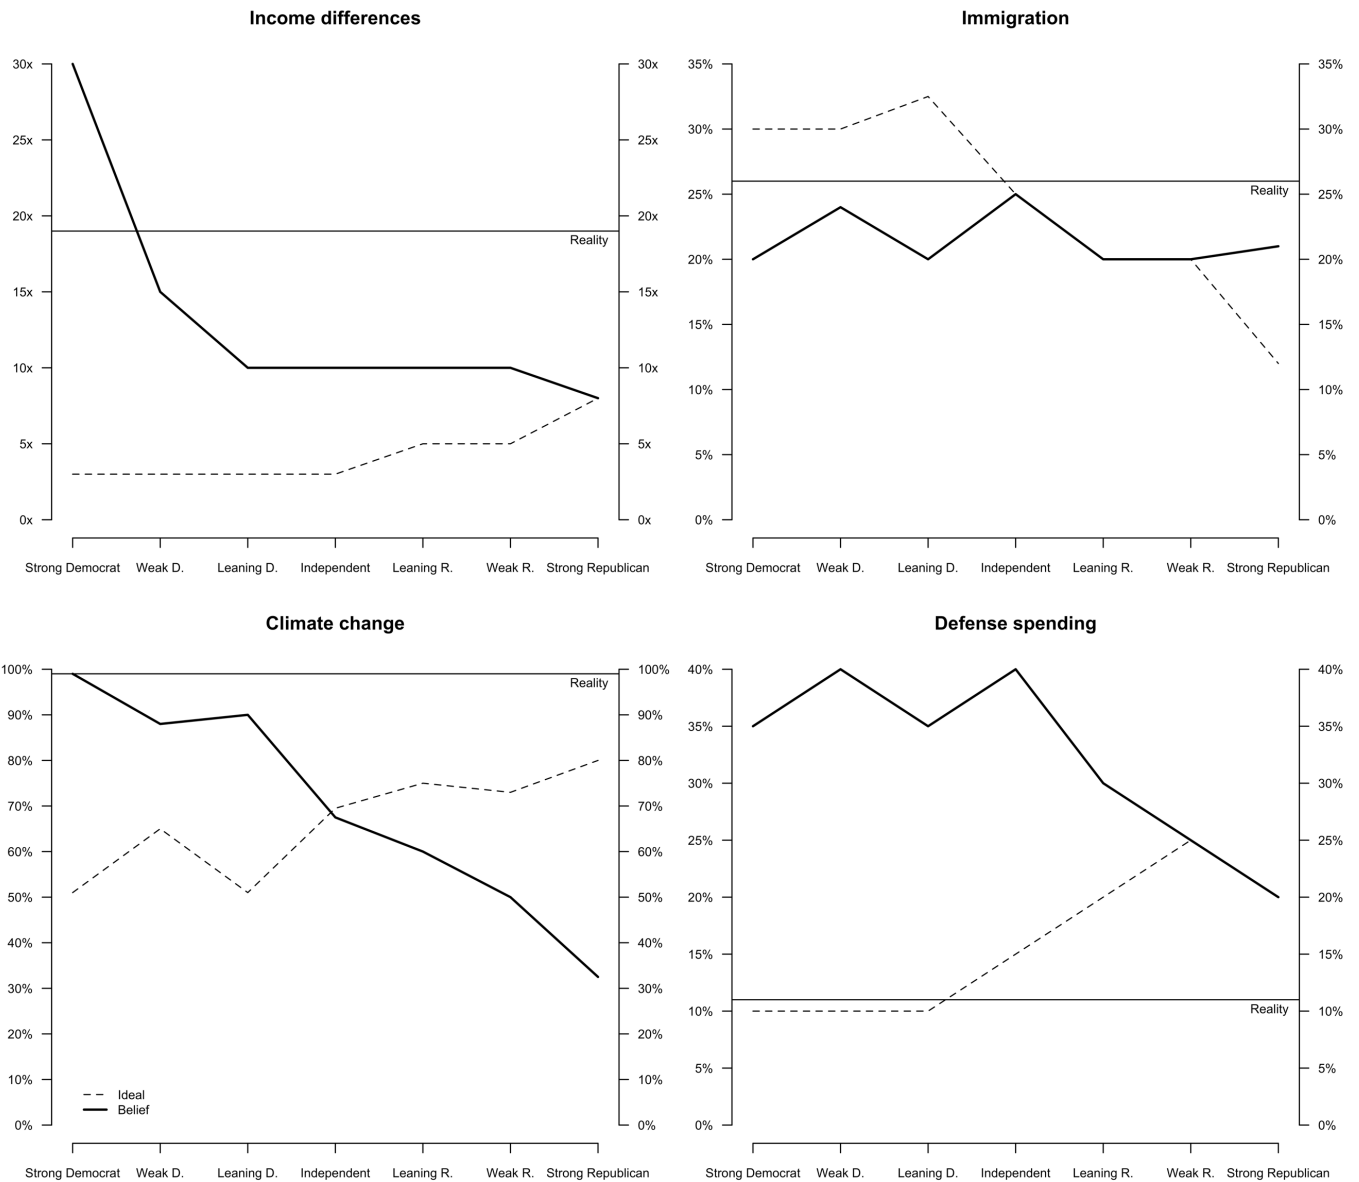 Income differences
30x 30x
25x 25x
20x 20x
Reality
15x 15x
10x 10x
5x 5x
0x 0x
Strong Democrat Weak D. Leaning D. Independent Leaning R. Weak R. Strong Republican
Immigration
35% 35%
30% 30%
25% Reality 25%
20% 20%
15% 15%
10% 10%
5% 5%
0% 0%
Strong Democrat Weak D. Leaning D. Independent Leaning R. Weak R. Strong Republican
Climate change
100% 100%
Reality
90% 90%
80% 80%
70% 70%
60% 60%
50% 50%
40% 40%
30% 30%
20% 20%
10% 10%
Ideal
Belief
0% 0%
Strong Democrat Weak D. Leaning D. Independent Leaning R. Weak R. Strong Republican
Defense spending
40% 40%
35% 35%
30% 30%
25% 25%
20% 20%
15% 15%
10% Reality 10%
5% 5%
0% 0%
Strong Democrat Weak D. Leaning D. Independent Leaning R. Weak R. Strong Republican